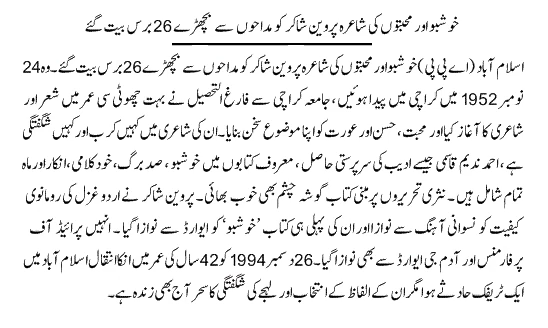 خوشبو اور محبتوں کی شاعرہ پروین شاکر کو مداحوں سے بچھڑے 26 برس بیت گئے
اسلام آباد (اے پی پی) خوشبو اور محبتوں کی شاعرہ پروین شاکر کو مداحوں سے بچھڑے 26 برس بیت گئے۔ وہ 24
نومبر 1952 میں کراچی میں پیدا ہوئیں، جامعہ کراچی سے فارغ التحصیل نے بہت چھوٹی سی عمر میں شعر اور
شاعری کا آغاز کیا اور محبت، حسن اور عورت کو اپنا موضوع سخن بنایا۔ ان کی شاعری میں کہیں کرب اور کہیں شگفتگی
ہے، احمد ندیم قاسمی جیسے ادیب کی سرپرستی حاصل، معروف کتابوں میں خوشبو، صد برگ، خود کلامی، انکار اور ماہ
تمام شامل ہیں۔ نثری تحریروں پر مبنی کتاب گوشہ چشم بھی خوب بھائی۔ پروین شاکر نے اردو غزل کی رومانوی
کیفیت کو نسوانی آہنگ سے نوازا اور ان کی پہلی ہی کتاب ’خوشبو‘ کو ایوارڈ سے نوازا گیا۔ انہیں پرائیڈ آف
پرفارمنس اور آدم جی ایوارڈ سے بھی نوازا گیا۔ 26 دسمبر 1994 کو 42 سال کی عمر میں انکا انتقال اسلام آباد میں
ایک ٹریفک حادثے ہوا مگر ان کے الفاظ کے انتخاب اور لہجے کی شگفتگی کا سحر آج بھی زندہ ہے۔